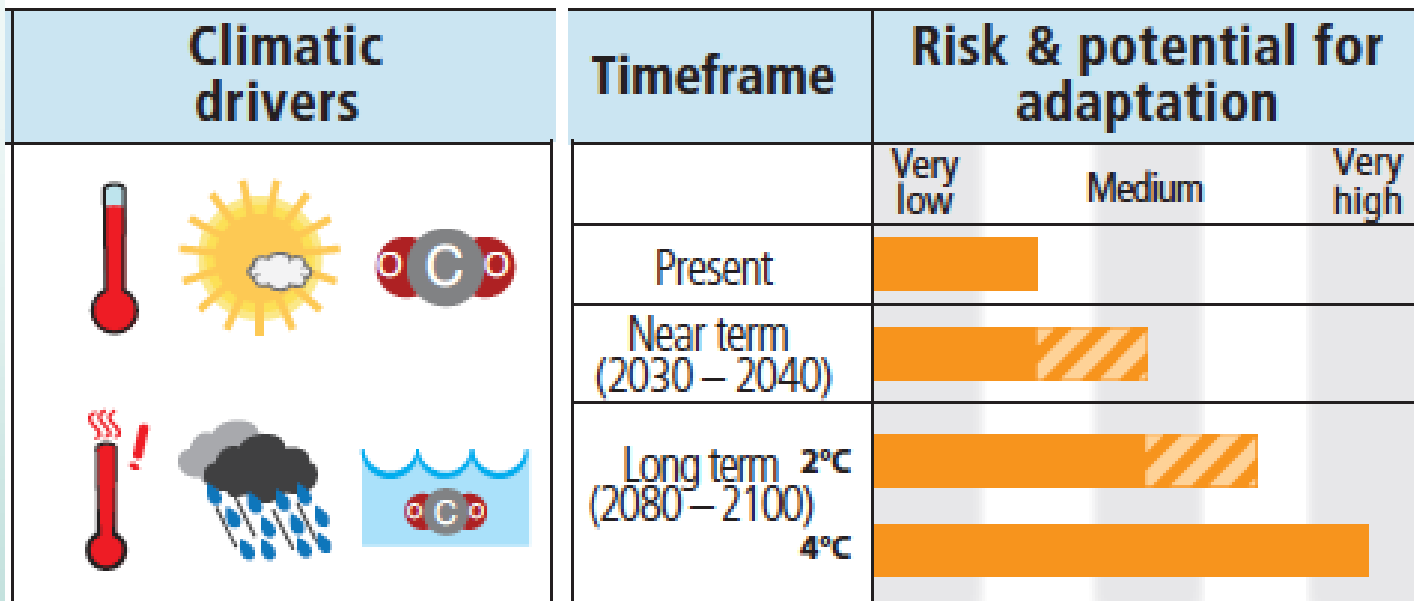 Climatic
drivers
Timeframe
Risk & potential for
adaptation
Very
low
Medium
Very
high
O C O
Present
Near term
(2030 – 2040)
!
O C O
Long term 2°C
(2080 – 2100)
4°C